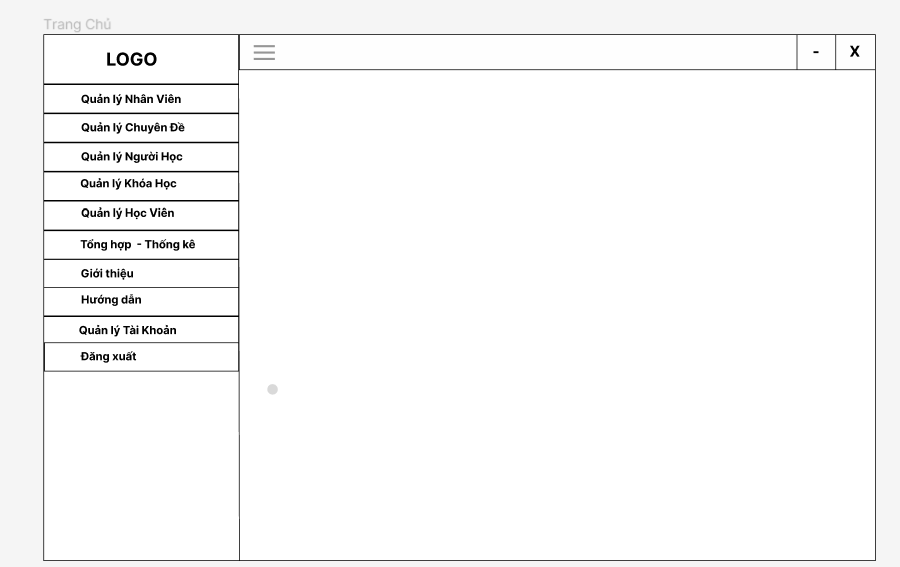 Trang Chủ
LOGO
- X
Quản lý Nhân Viên
Quản lý Chuyên Đề
Quản lý Người Học
Quản lý Khóa Học
Quản lý Học Viên
Tổng hợp - Thống kê
Giới thiệu
Hướng dẫn
Quản lý Tài Khoản
Đăng xuất